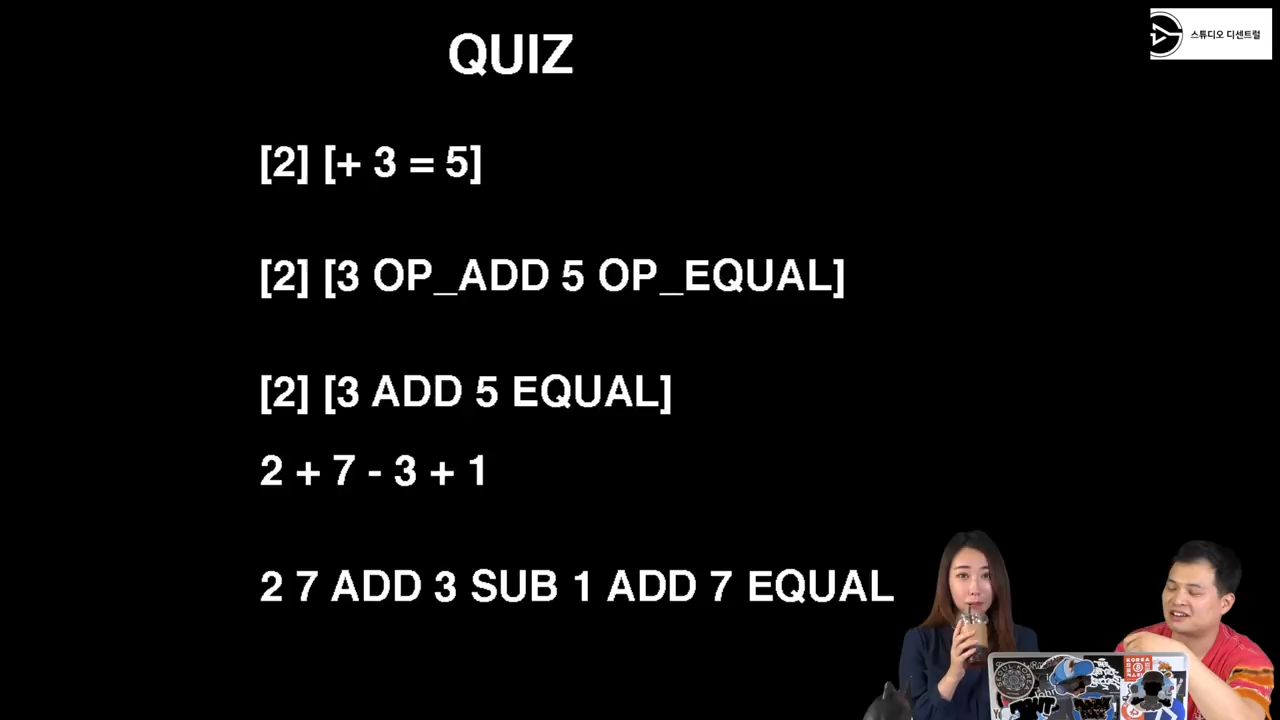 스튜디오 디센트럴
QUIZ
[2] [+ 3 = 5]
[2] [3 OP_ADD 5 OP_EQUAL]
[2] [3 ADD 5 EQUAL]
2 + 7 - 3 + 1
2 7 ADD 3 SUB 1 ADD 7 EQUAL
KOREA